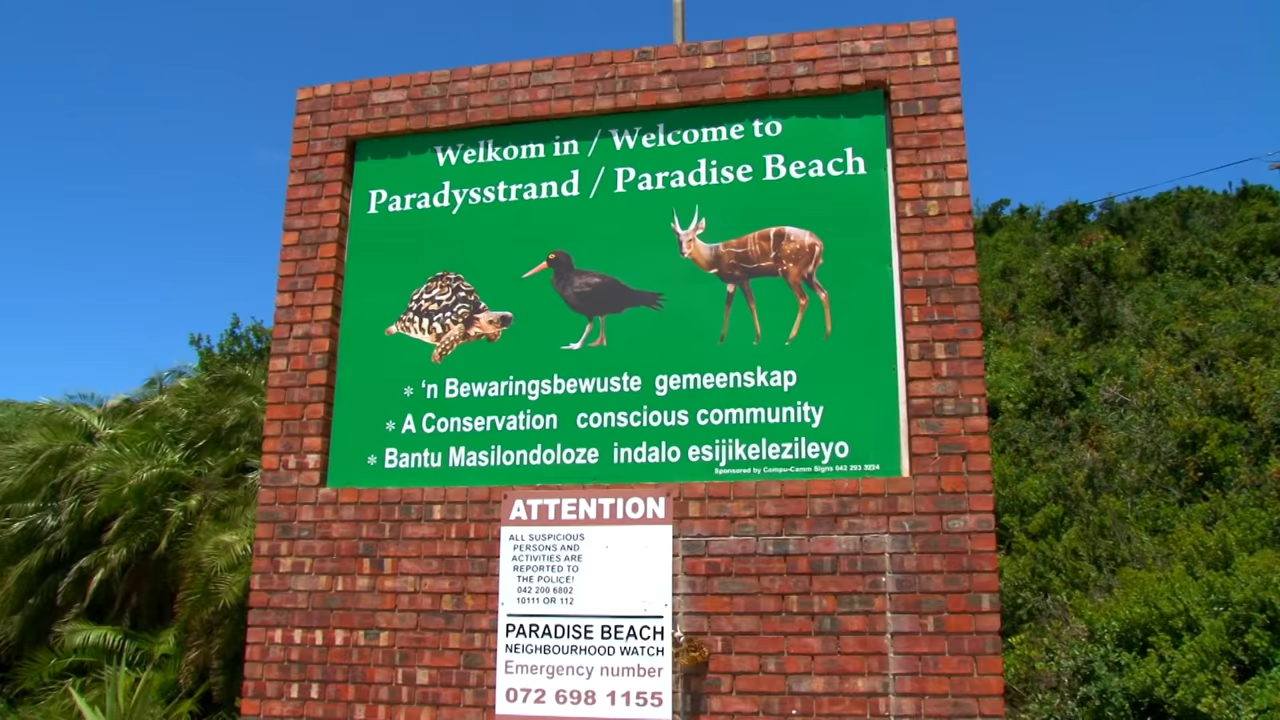 Welkom in / Welcome to
Paradysstrand / Paradise Beach
* 'n Bewaringsbewuste gemeenskap
* A Conservation conscious community
* Bantu Masilondoloze indalo esijikelezileyo
Sponsored by Compu-Camm Signs 042 293 3224
ATTENTION
ALL SUSPICIOUS
PERSONS AND
ACTIVITIES ARE
REPORTED TO
THE POLICE!
042 200 6802
10111 OR 112
PARADISE BEACH
NEIGHBOURHOOD WATCH
Emergency number
072 698 1155